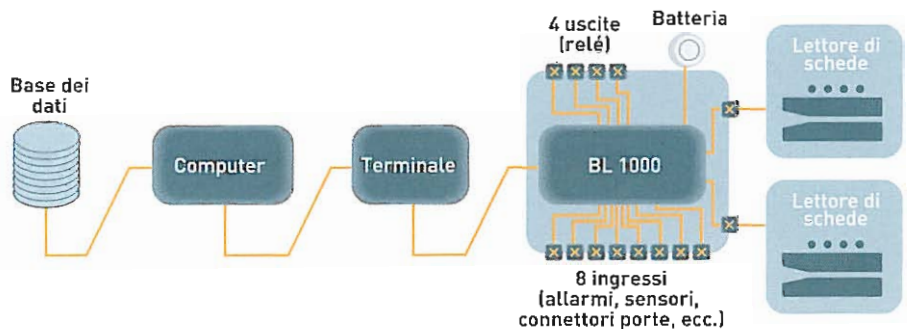 Base dei
dati
Computer
Terminale
4 uscite
(relé)
Batteria
BL 1000
8 ingressi
(allarmi, sensori,
connettori porte, ecc.)
Lettore di
schede
Lettore di
schede